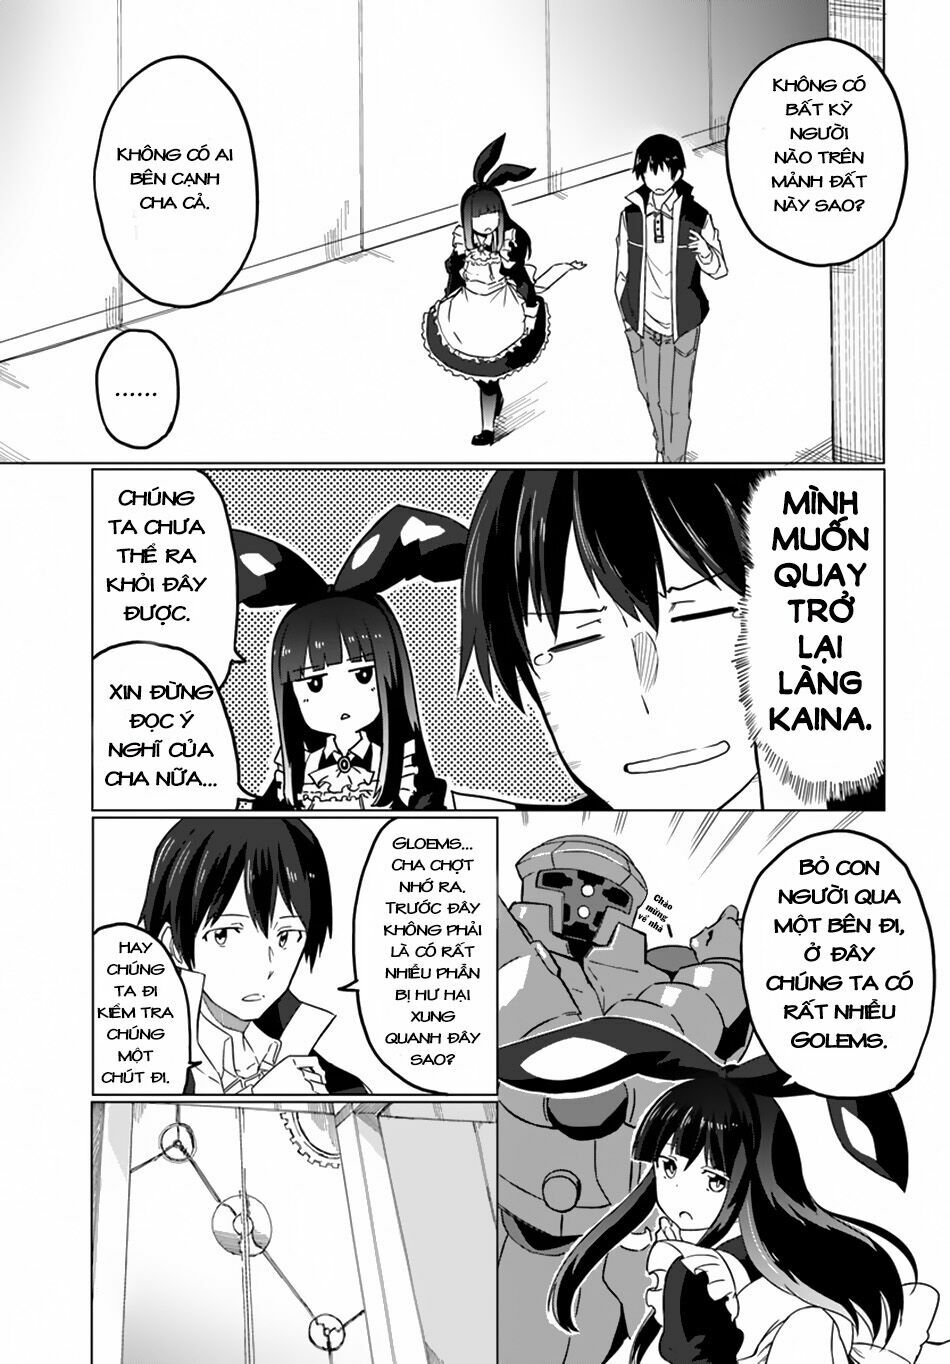 KHÔNG CÓ
BẤT KỲ
NGƯỜI
NÀO TRÊN
MẢNH ĐẤT
NÀY SAO?
KHÔNG CÓ AI
BÊN CẠNH
CHA CẢ.
......
MÌNH
MUỐN
QUAY
TRỞ
LẠI
LÀNG
KAINA.
CHÚNG
TA CHƯA
THỂ RA
KHỎI ĐÂY
ĐƯỢC.
XIN ĐỪNG
ĐỌC Ý
NGHĨ CỦA
CHA NỮA...
BỎ CON
NGƯỜI QUA
MỘT BÊN ĐI,
Ở ĐÂY
CHÚNG TA CÓ
RẤT NHIỀU
GOLEMS.
Chào
mừng
về nhà
GLOEMS...
CHA CHỢT
NHỚ RA.
TRƯỚC ĐÂY
KHÔNG PHẢI
LÀ CÓ RẤT
NHIỀU PHẦN
BỊ HƯ HẠI
XUNG
QUANH ĐÂY
SAO?
HAY
CHÚNG
TA ĐI
KIỂM TRA
CHÚNG
MỘT
CHÚT ĐI.